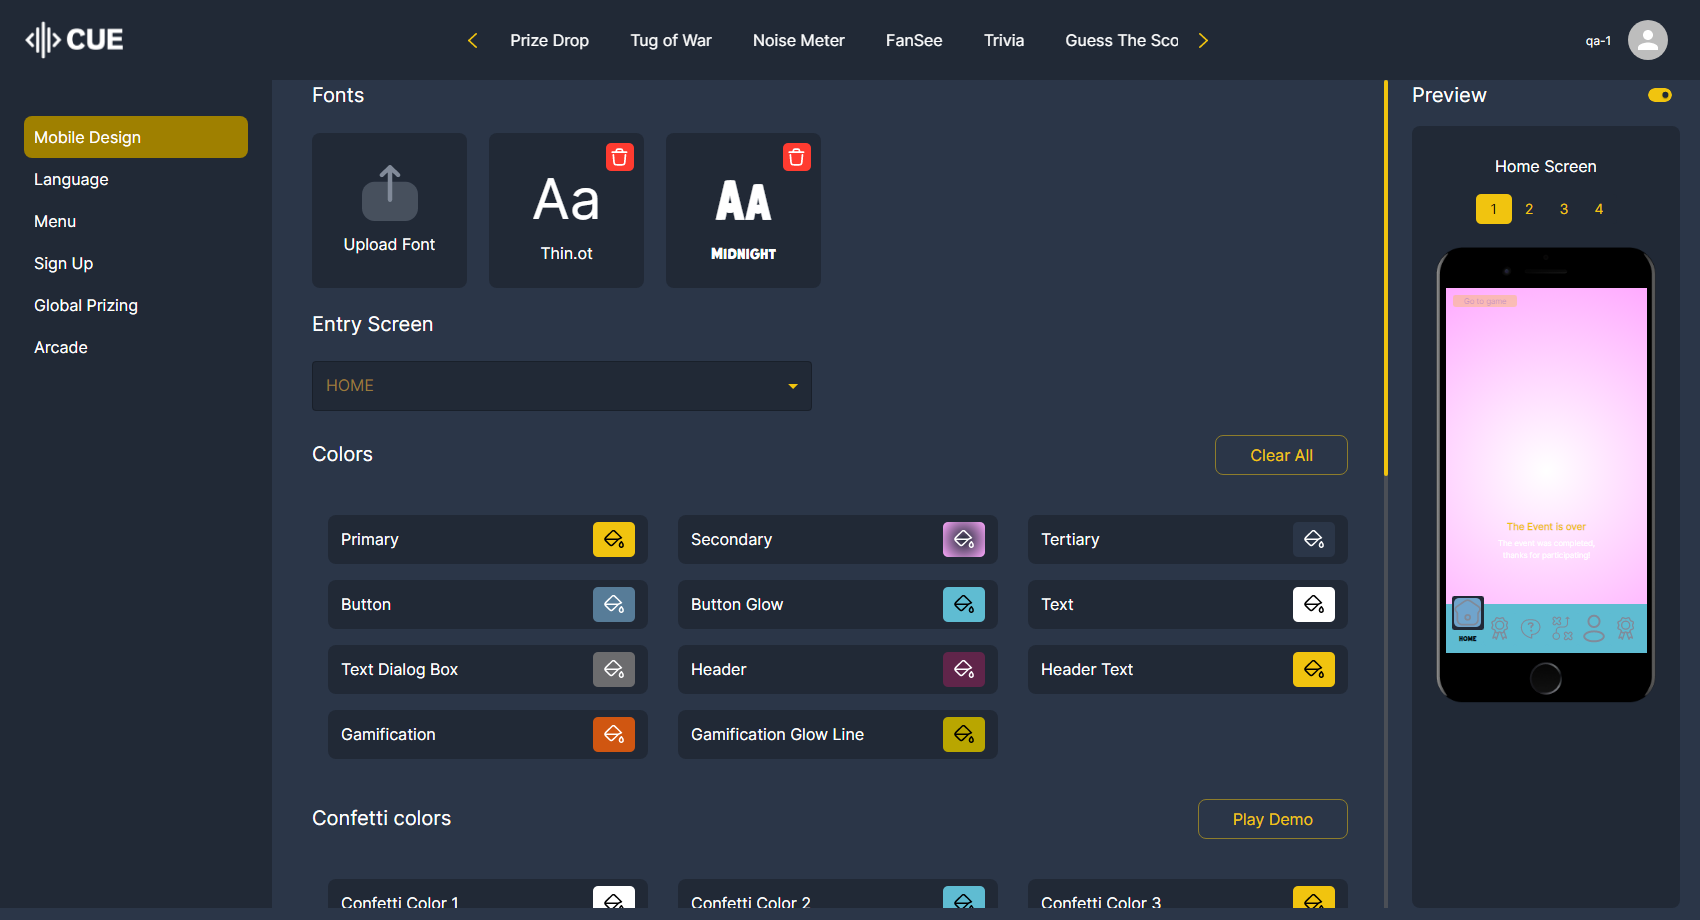 CUE
Prize Drop
Tug of War
Noise Meter
FanSee
Trivia
Guess The Sco
qa-1
Mobile Design
Language
Menu
Sign Up
Global Prizing
Arcade
Fonts
Upload Font
Aa
Thin.ot
AA
MIDNIGHT
Entry Screen
HOME
Colors
Clear All
Primary
Secondary
Tertiary
Button
Button Glow
Text
Text Dialog Box
Header
Header Text
Gamification
Gamification Glow Line
Confetti colors
Play Demo
Confetti Color 1
Confetti Color 2
Confetti Color 3
Preview
Home Screen
1 2 3 4
Go to game
The Event is over
The event was completed,
thanks for participating!
HOME